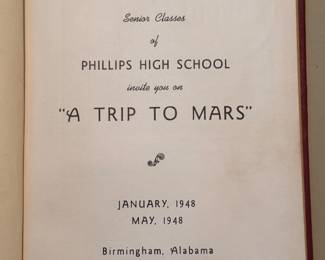 Senior Classes
of
PHILLIPS HIGH SCHOOL
invite you on
"A TRIP TO MARS"
JANUARY, 1948
MAY, 1948
Birmingham, Alabama